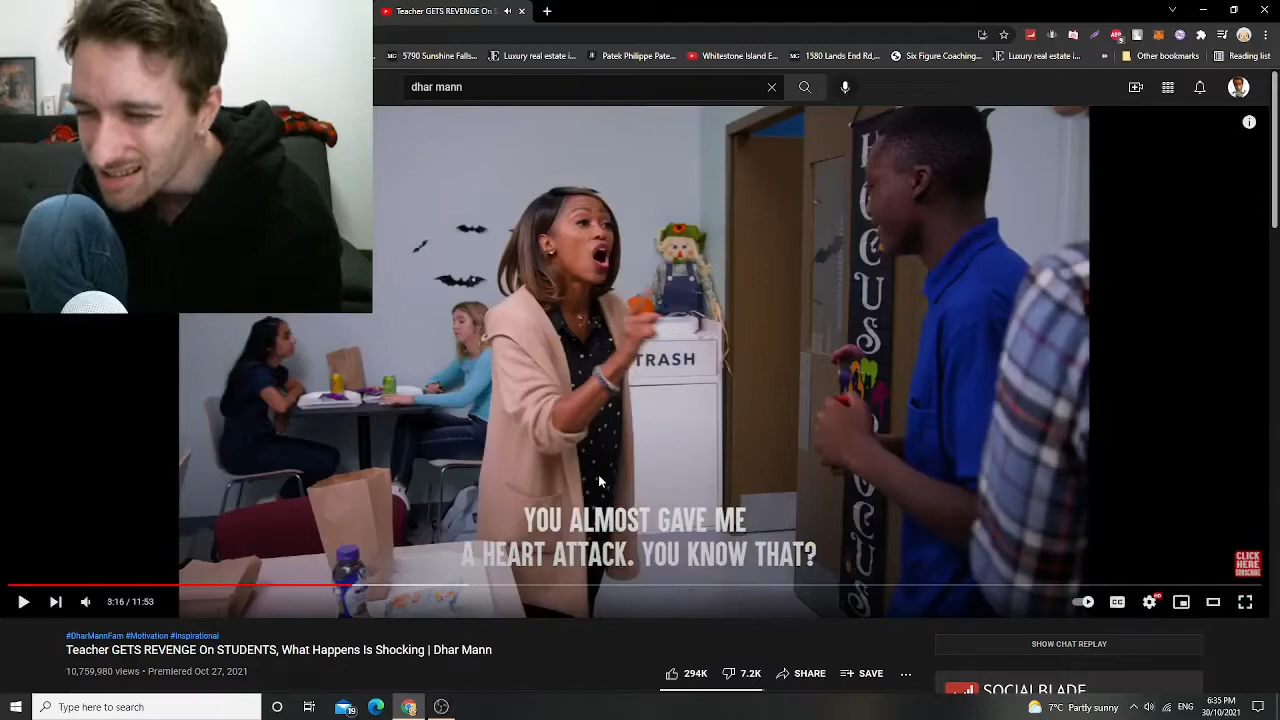 Teacher GETS REVENGE On S
5790 Sunshine Falls...
Luxury real estate i...
Patek Philippe Pate...
Whitestone Island E...
1580 Lands End Rd...
Six Figure Coaching...
Luxury real estate i...
Reading list
dhar mann
HOCUS
TRASH
YOU ALMOST GAVE ME
A HEART ATTACK. YOU KNOW THAT?
CLICK
HERE
SUBSCRIBE
3:16 / 11:53
#DharMannFam #Motivation #Inspirational
Teacher GETS REVENGE On STUDENTS, What Happens is Shocking | Dhar Mann
10,759,980 views • Premiered Oct 27, 2021
294K
7.2K
SHARE
SAVE
SHOW CHAT REPLAY
SOCIALBLADE
Type here to search
19
7°C Partly sunny
ENG
6:35 PM
30/10/2021